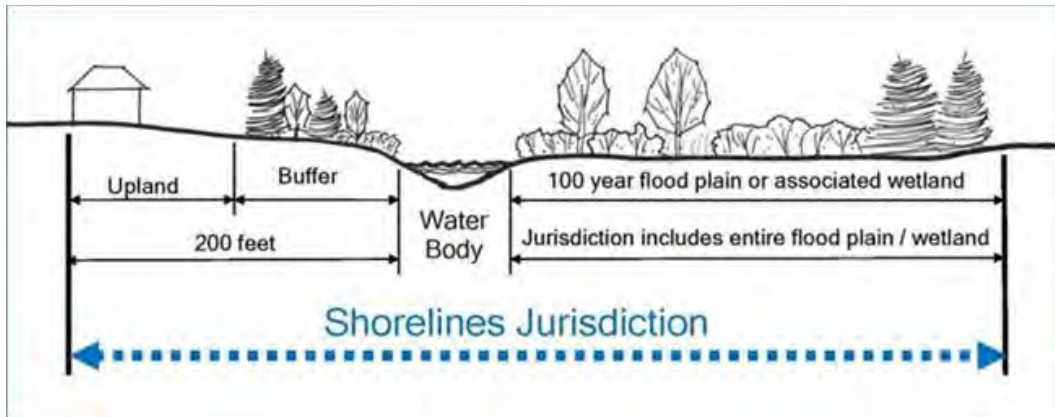 Upland
Buffer
100 year flood plain or associated wetland
200 feet
Water
Body
Jurisdiction includes entire flood plain / wetland
Shorelines Jurisdiction